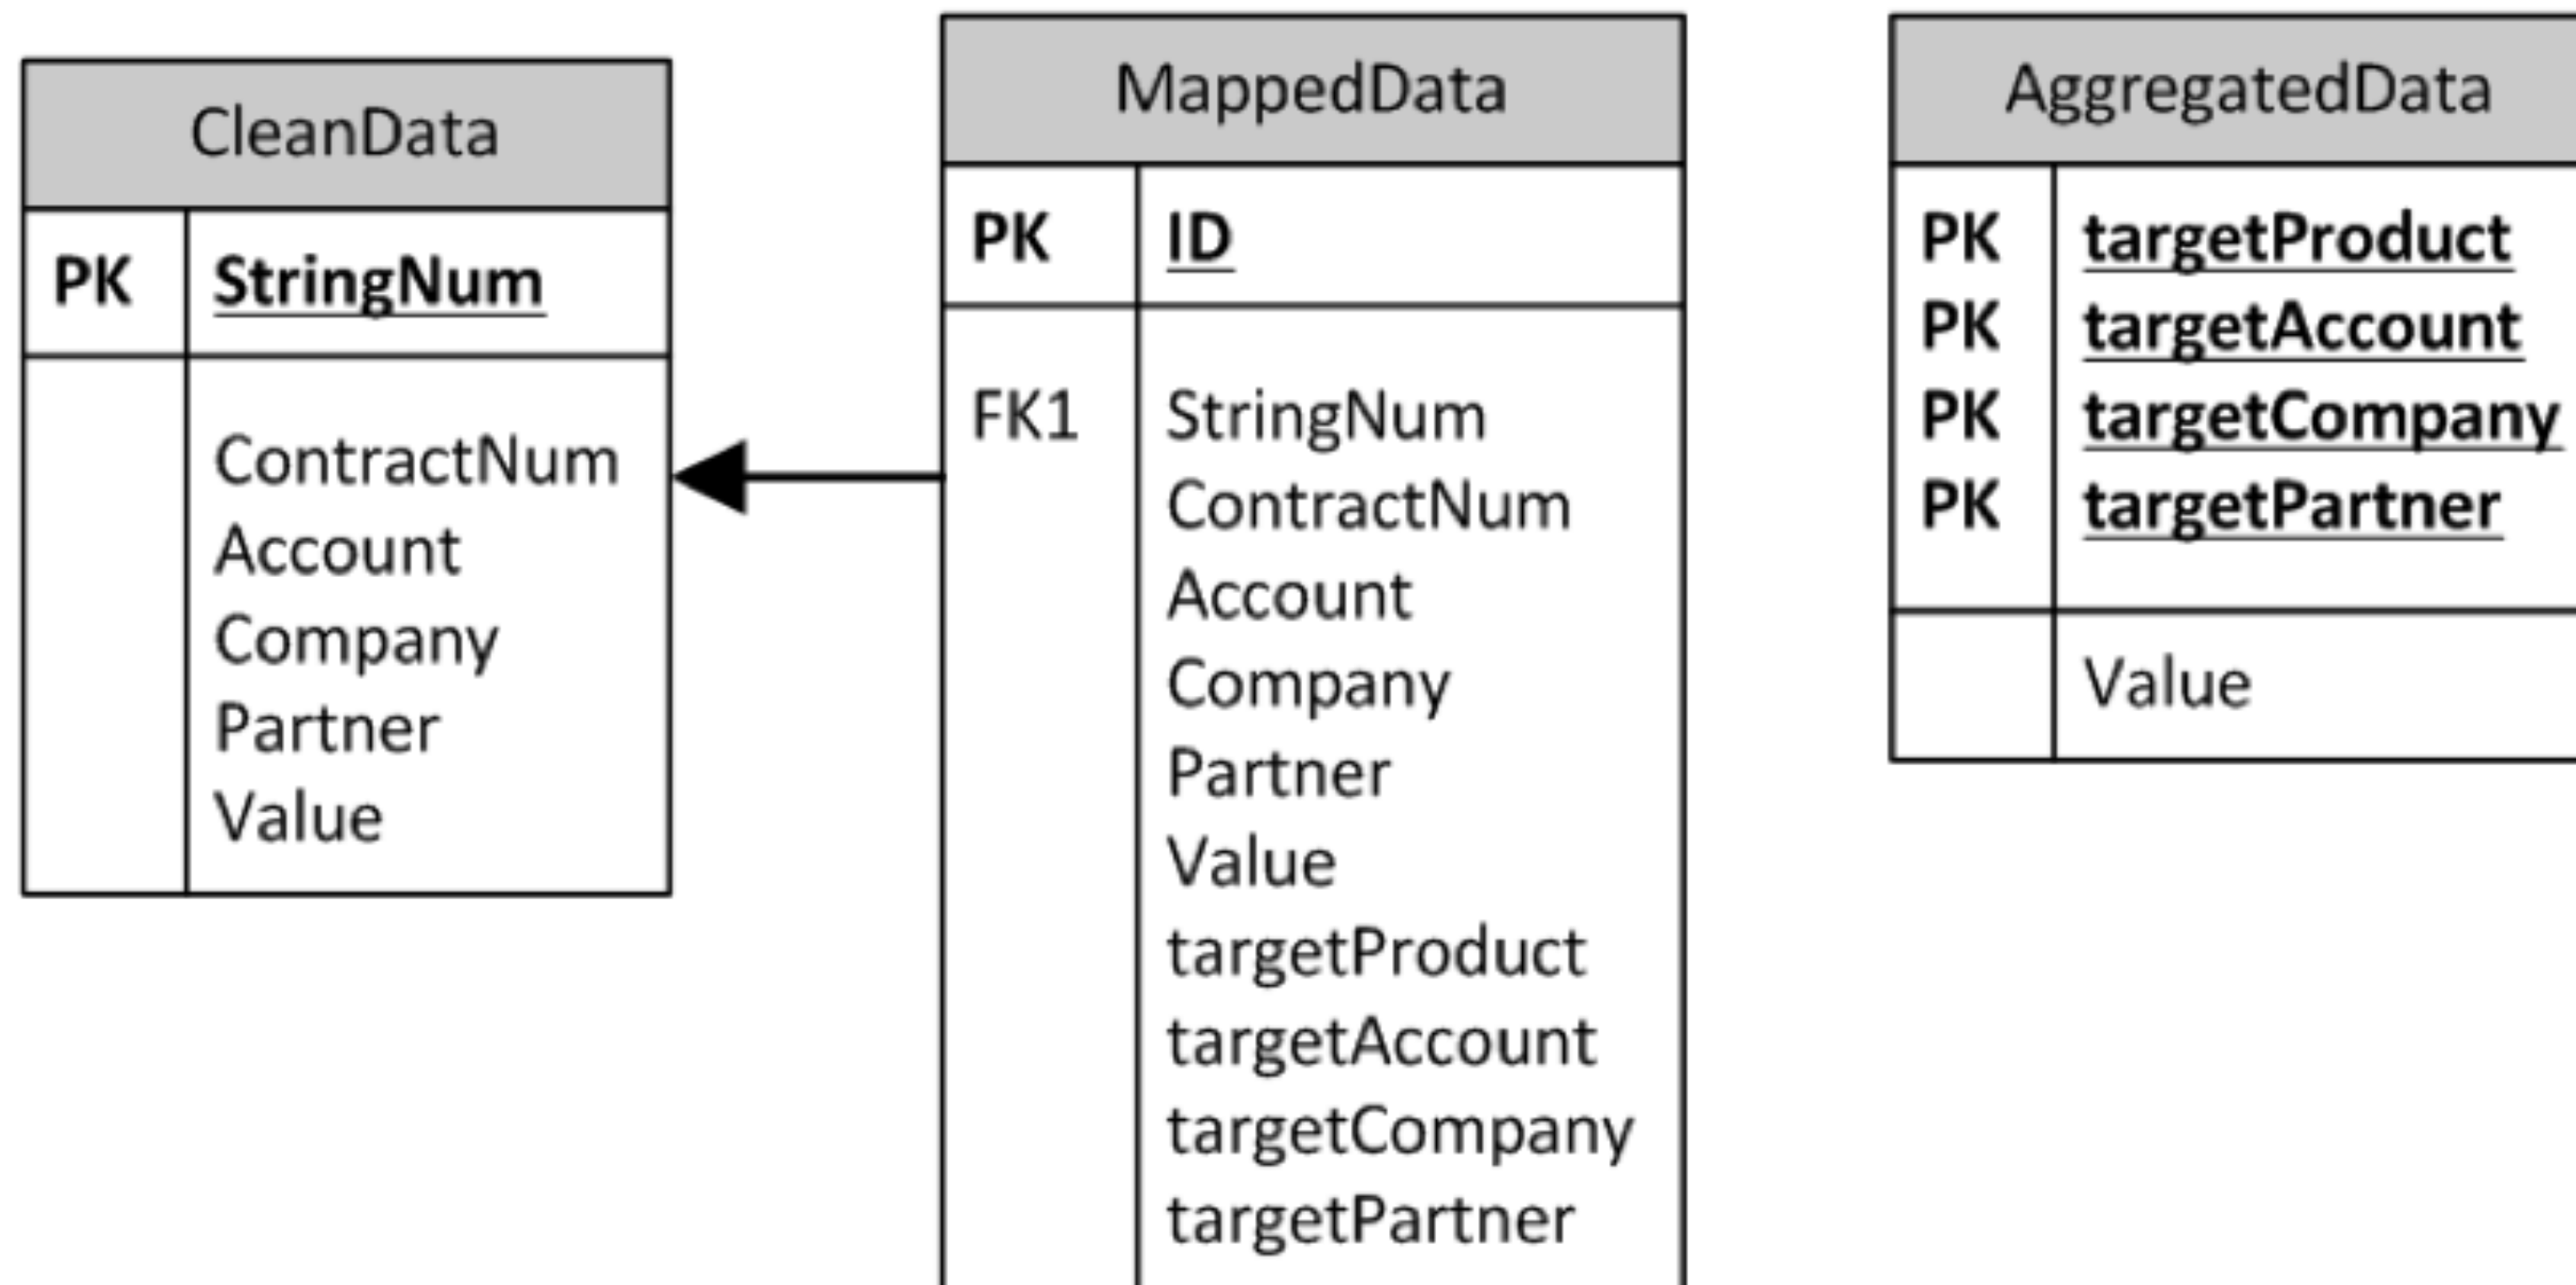 CleanData
PK StringNum
ContractNum
Account
Company
Partner
Value
MappedData
PK ID
FK1 StringNum
ContractNum
Account
Company
Partner
Value
targetProduct
targetAccount
targetCompany
targetPartner
AggregatedData
PK targetProduct
PK targetAccount
PK targetCompany
PK targetPartner
Value